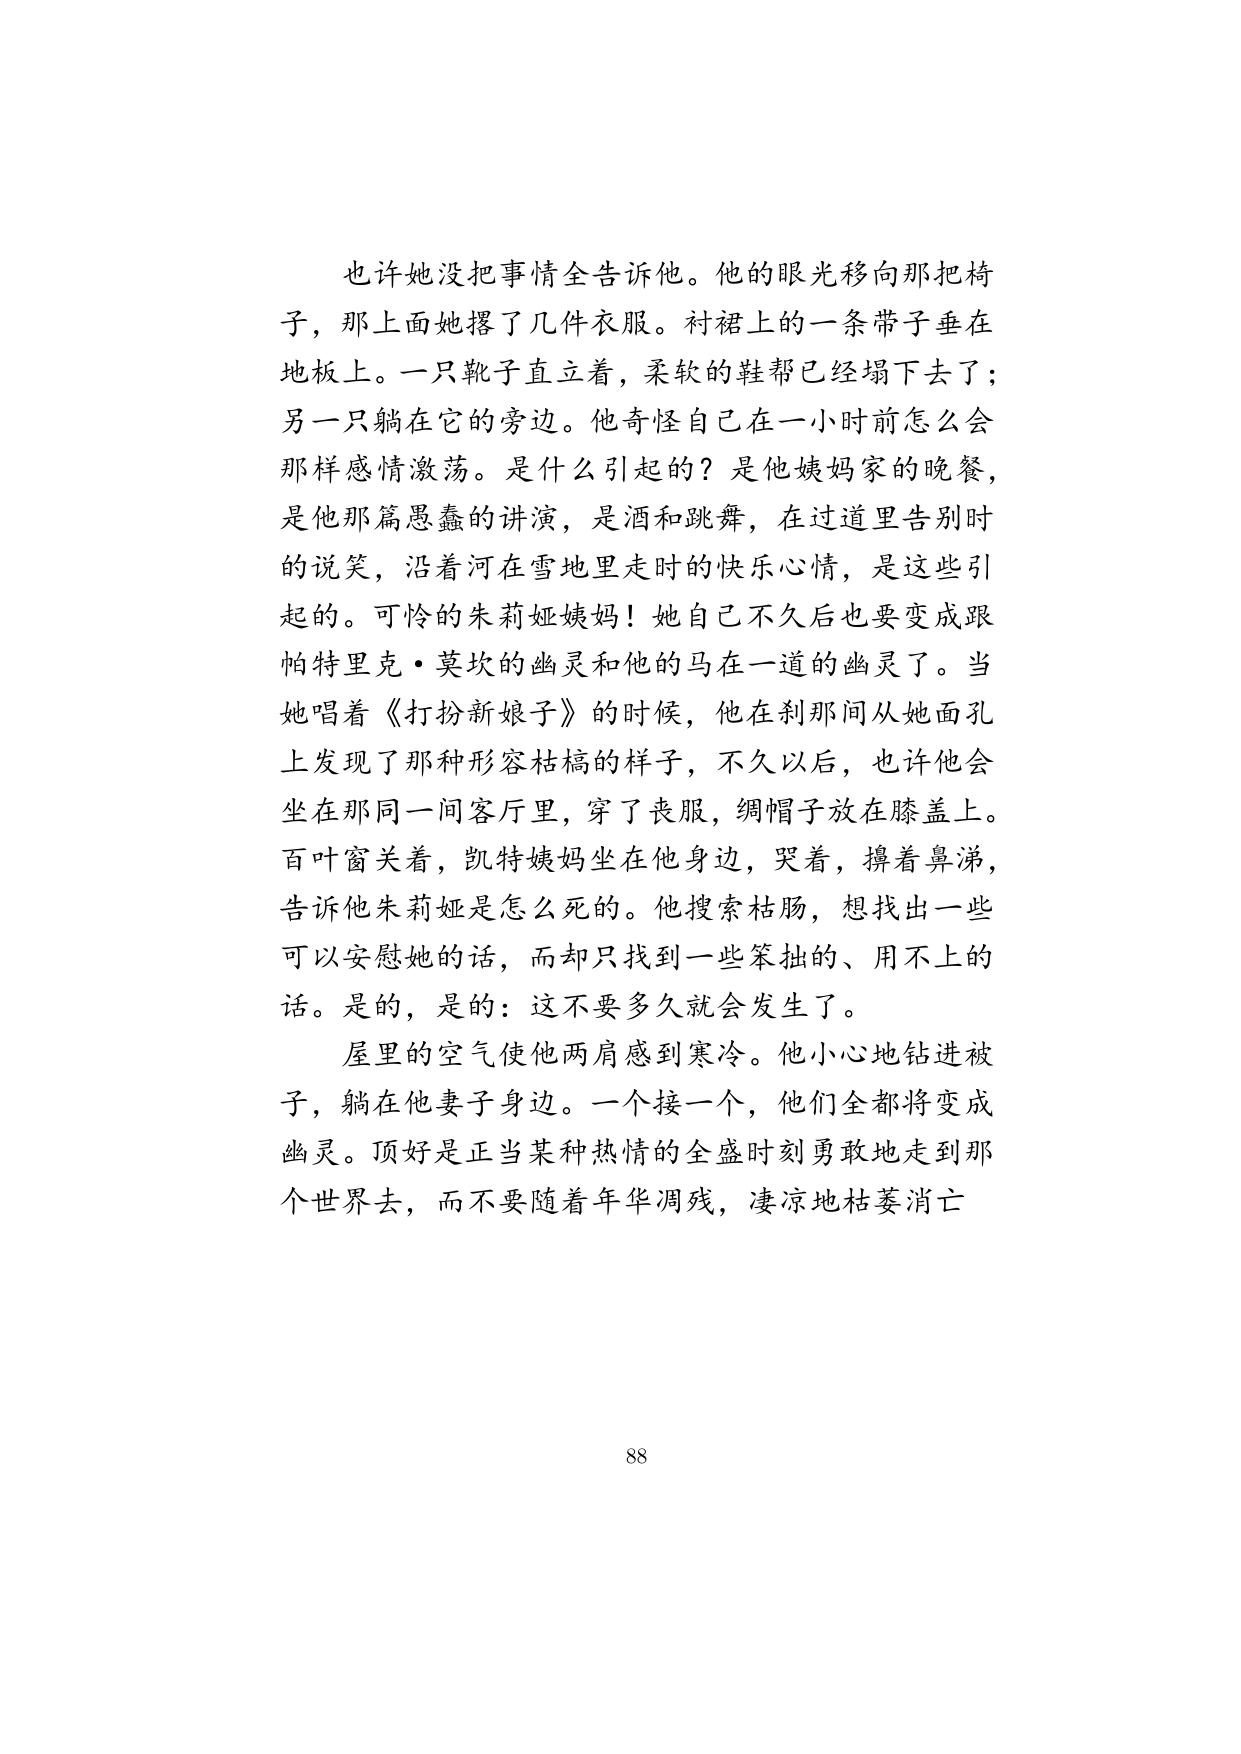 也许她没把事情全告诉他。他的眼光移向那把椅
子，那上面她撂了几件衣服。衬裙上的一条带子垂在
地板上。一只靴子直立着，柔软的鞋帮已经塌下去了；
另一只躺在它的旁边。他奇怪自己在一小时前怎么会
那样感情激荡。是什么引起的？是他姨妈家的晚餐，
是他那篇愚蠢的讲演，是酒和跳舞，在过道里告别时
的说笑，沿着河在雪地里走时的快乐心情，是这些引
起的。可怜的朱莉娅姨妈！她自己不久后也要变成跟
帕特里克·莫坎的幽灵和他的马在一道的幽灵了。当
她唱着《打扮新娘子》的时候，他在刹那间从她面孔
上发现了那种形容枯槁的样子，不久以后，也许他会
坐在那同一间客厅里，穿了丧服，绸帽子放在膝盖上。
百叶窗关着，凯特姨妈坐在他身边，哭着，擤着鼻涕，
告诉他朱莉娅是怎么死的。他搜索枯肠，想找出一些
可以安慰她的话，而却只找到一些笨拙的、用不上的
话。是的，是的：这不要多久就会发生了。
屋里的空气使他两肩感到寒冷。他小心地钻进被
子，躺在他妻子身边。一个接一个，他们全都将变成
幽灵。顶好是正当某种热情的全盛时刻勇敢地走到那
个世界去，而不要随着年华凋残，凄凉地枯萎消亡
88